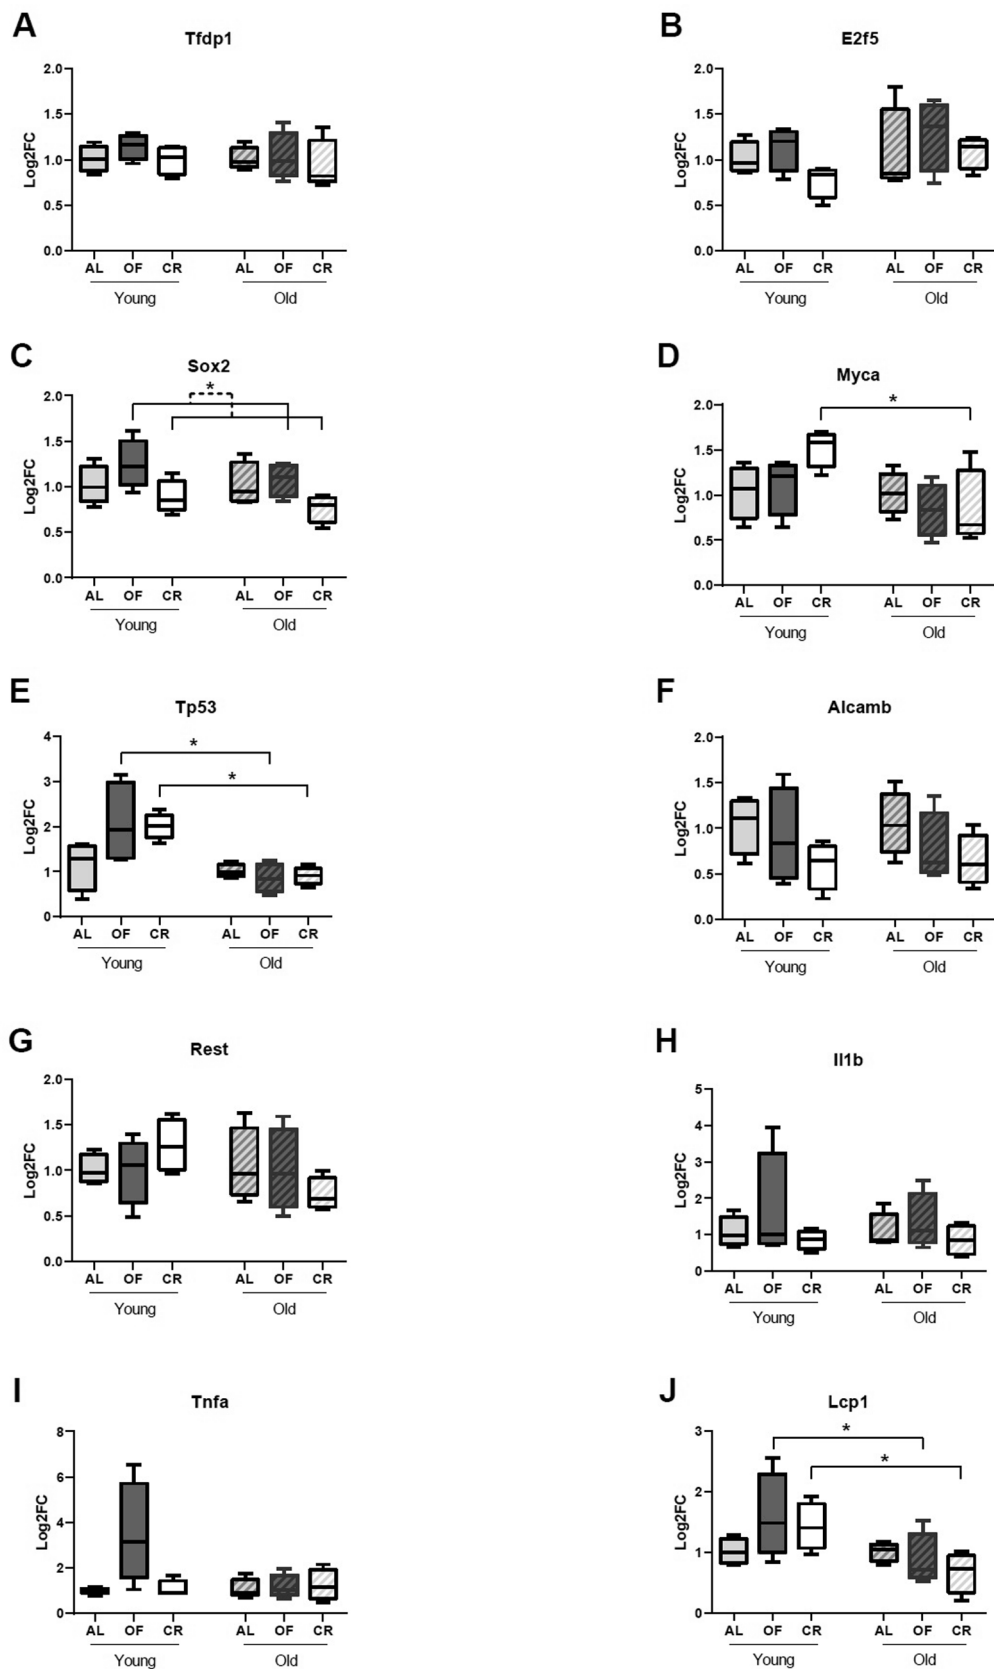 A
Tfdp1
Log2FC
2.0
1.5
1.0
0.5
0.0
AL OF CR AL OF CR
Young Old
B
E2f5
Log2FC
2.0
1.5
1.0
0.5
0.0
AL OF CR AL OF CR
Young Old
C
Sox2
*
Log2FC
2.0
1.5
1.0
0.5
0.0
AL OF CR AL OF CR
Young Old
D
Myca
*
Log2FC
2.0
1.5
1.0
0.5
0.0
AL OF CR AL OF CR
Young Old
E
Tp53
*
*
Log2FC
4
3
2
1
0
AL OF CR AL OF CR
Young Old
F
Alcamb
Log2FC
2.0
1.5
1.0
0.5
0.0
AL OF CR AL OF CR
Young Old
G
Rest
Log2FC
2.0
1.5
1.0
0.5
0.0
AL OF CR AL OF CR
Young Old
H
Il1b
Log2FC
5
4
3
2
1
0
AL OF CR AL OF CR
Young Old
I
Tnfa
Log2FC
8
6
4
2
0
AL OF CR AL OF CR
Young Old
J
Lcp1
*
*
Log2FC
3
2
1
0
AL OF CR AL OF CR
Young Old